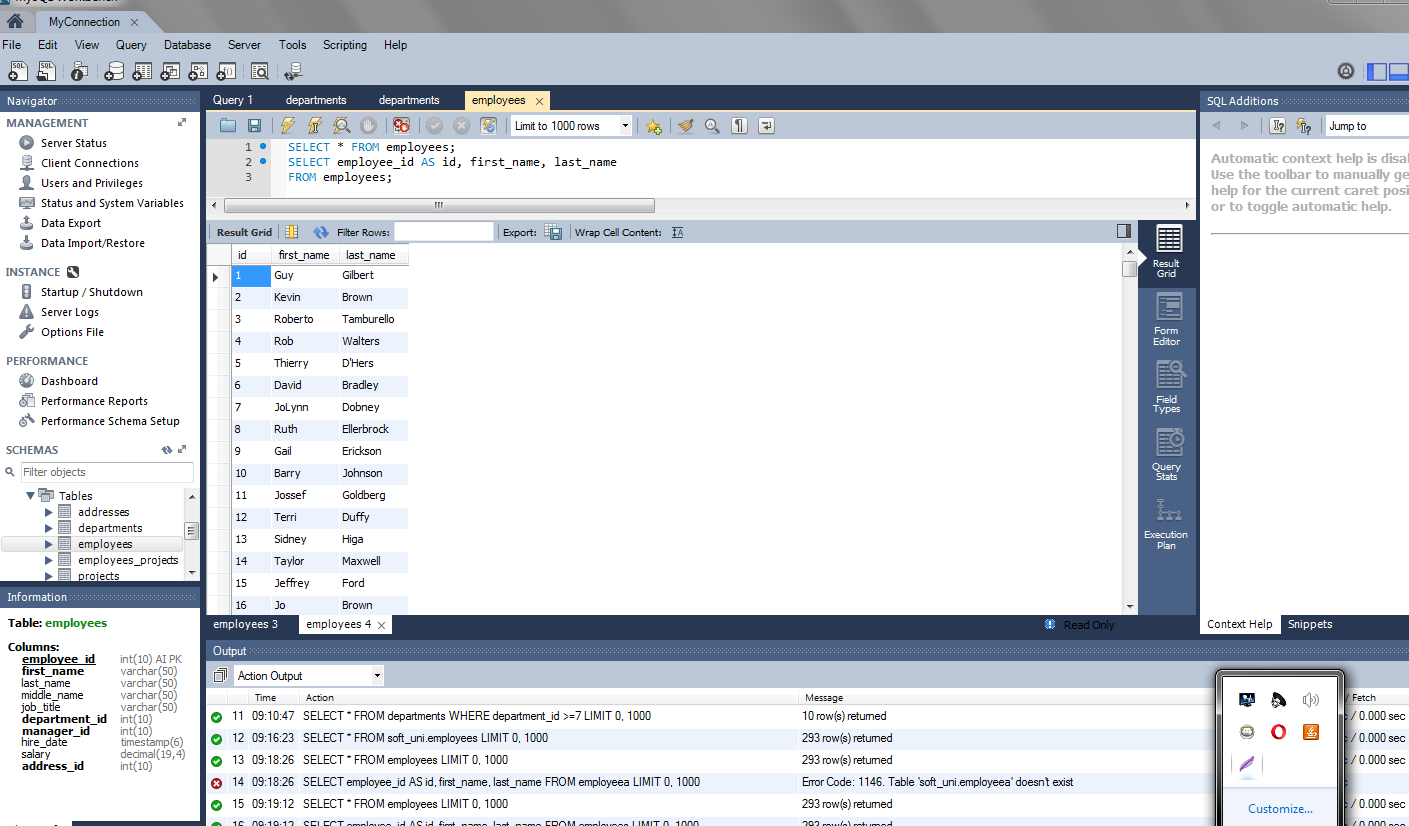 MyConnection
File Edit View Query Database Server Tools Scripting Help
Navigator
MANAGEMENT
Server Status
Client Connections
Users and Privileges
Status and System Variables
Data Export
Data Import/Restore
INSTANCE
Startup / Shutdown
Server Logs
Options File
PERFORMANCE
Dashboard
Performance Reports
Performance Schema Setup
SCHEMAS
Filter objects
Tables
addresses
departments
employees
employees_projects
projects
Information
Table: employees
Columns:
employee_id int(10) AI PK
first_name varchar(50)
last_name varchar(50)
middle_name varchar(50)
job_title varchar(50)
department_id int(10)
manager_id int(10)
hire_date timestamp(6)
salary decimal(19,4)
address_id int(10)
Query 1 departments departments employees
Limit to 1000 rows
1 SELECT * FROM employees;
2 SELECT employee_id AS id, first_name, last_name
3 FROM employees;
Result Grid Filter Rows: Export: Wrap Cell Content:
id first_name last_name
1 Guy Gilbert
2 Kevin Brown
3 Roberto Tamburello
4 Rob Walters
5 Thierry D'Hers
6 David Bradley
7 JoLynn Dobney
8 Ruth Ellerbrock
9 Gail Erickson
10 Barry Johnson
11 Jossef Goldberg
12 Terri Duffy
13 Sidney Higa
14 Taylor Maxwell
15 Jeffrey Ford
16 Jo Brown
Result
Grid
Form
Editor
Field
Types
Query
Stats
Execution
Plan
employees 3 employees 4 Read Only
SQL Additions
Jump to
Automatic context help is disa
Use the toolbar to manually ge
help for the current caret posi
or to toggle automatic help.
Context Help Snippets
Output
Action Output
Time Action Message / Fetch
11 09:10:47 SELECT * FROM departments WHERE department_id >=7 LIMIT 0, 1000 10 row(s) returned / 0.000 sec
12 09:16:23 SELECT * FROM soft_uni.employees LIMIT 0, 1000 293 row(s) returned / 0.000 sec
13 09:18:26 SELECT * FROM employees LIMIT 0, 1000 293 row(s) returned / 0.000 sec
14 09:18:26 SELECT employee_id AS id, first_name, last_name FROM employeea LIMIT 0, 1000 Error Code: 1146. Table 'soft_uni.employeea' doesn't exist
15 09:19:12 SELECT * FROM employees LIMIT 0, 1000 293 row(s) returned / 0.000 sec
16 09:19:12 SELECT employee_id AS id, first_name, last_name FROM employees LIMIT 0, 1000 293 row(s) returned / 0.000 sec
Customize...